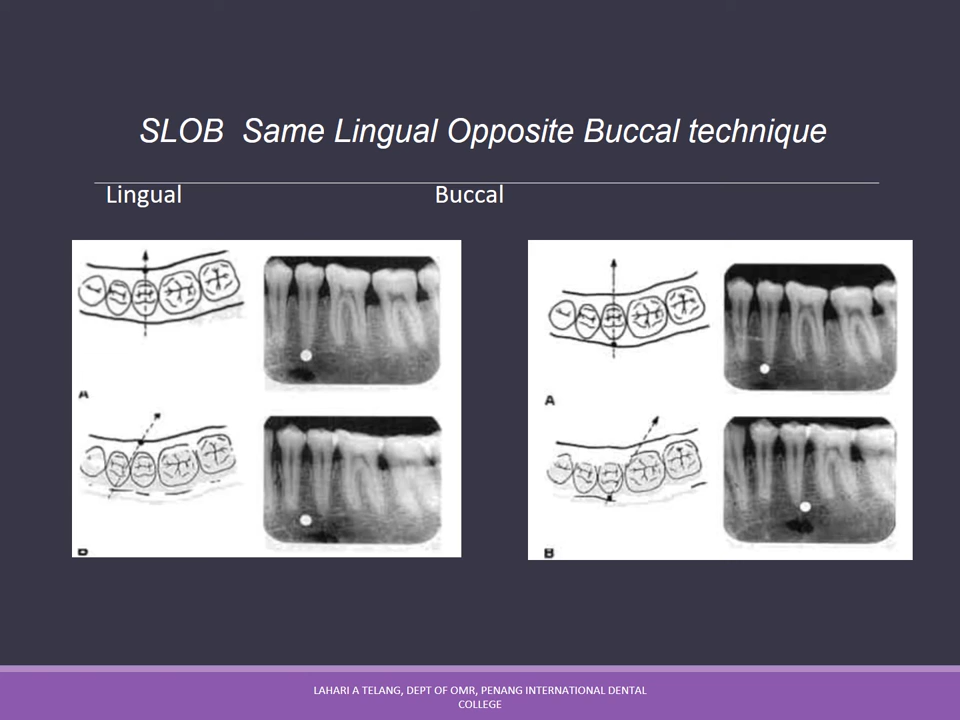 SLOB  Same Lingual Opposite Buccal technique
Lingual
Buccal
A
B
A
B
LAHARI A TELANG, DEPT OF OMR, PENANG INTERNATIONAL DENTAL
COLLEGE